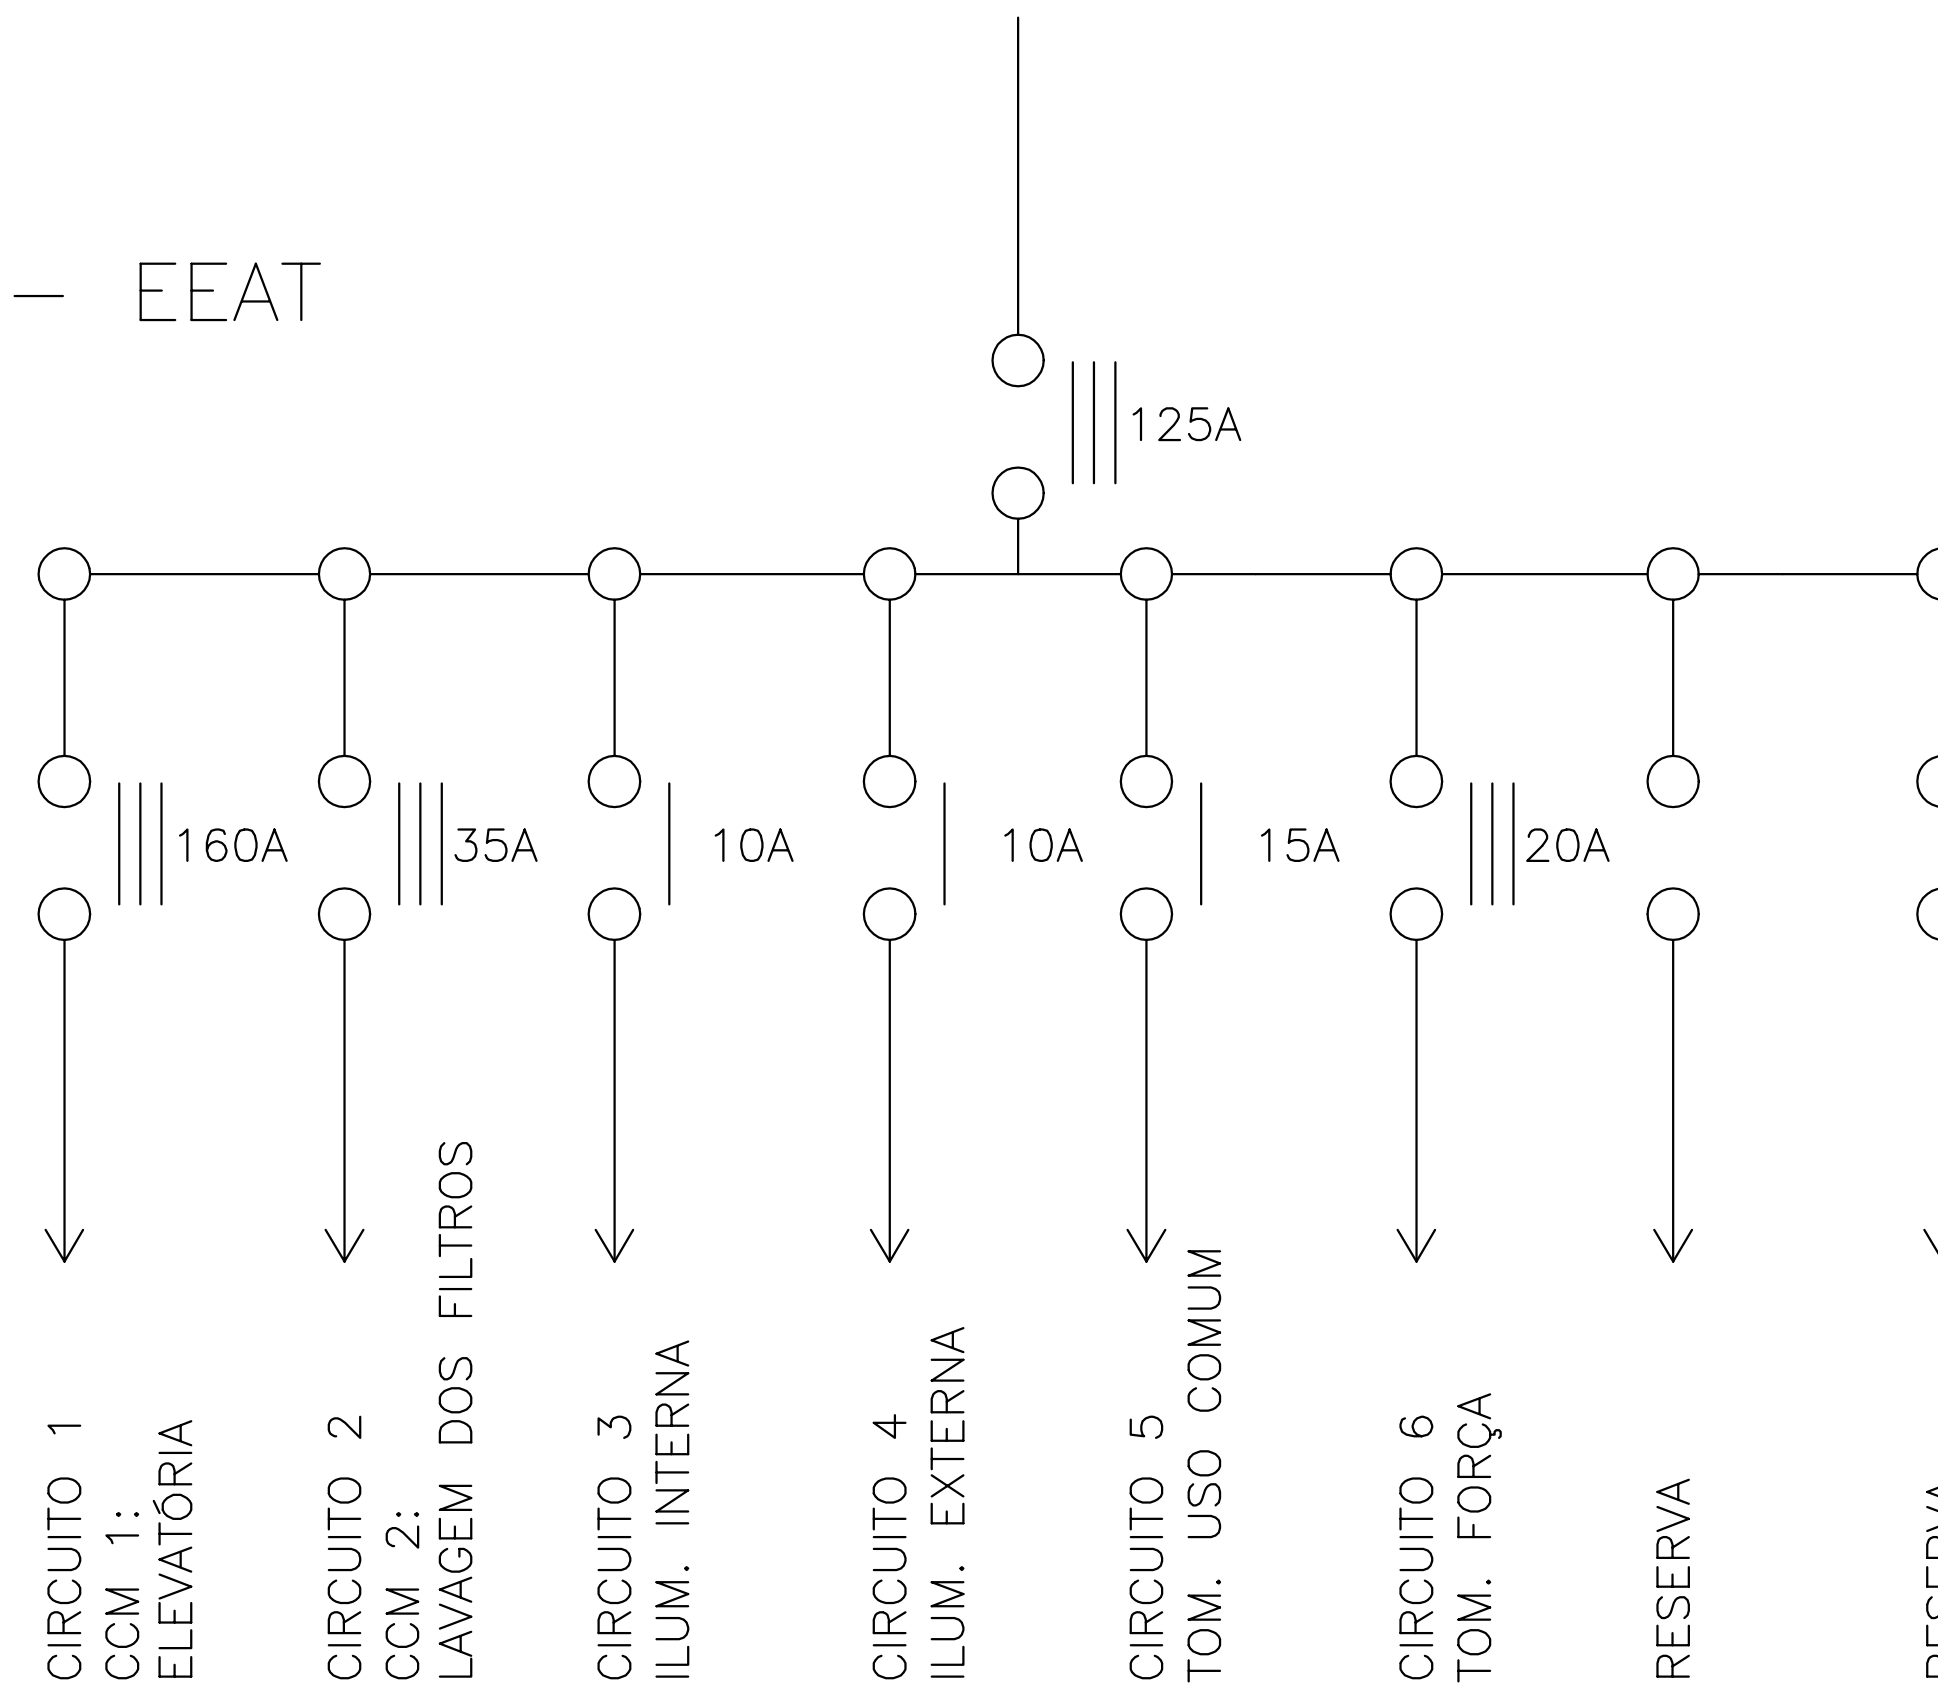 — EEAT
125A
160A
35A
10A
10A
15A
20A
CIRCUITO 1
CCM 1:
ELEVATÓRIA
CIRCUITO 2
CCM 2:
LAVAGEM DOS FILTROS
CIRCUITO 3
ILUM. INTERNA
CIRCUITO 4
ILUM. EXTERNA
CIRCUITO 5
TOM. USO COMUM
CIRCUITO 6
TOM. FORÇA
RESERVA